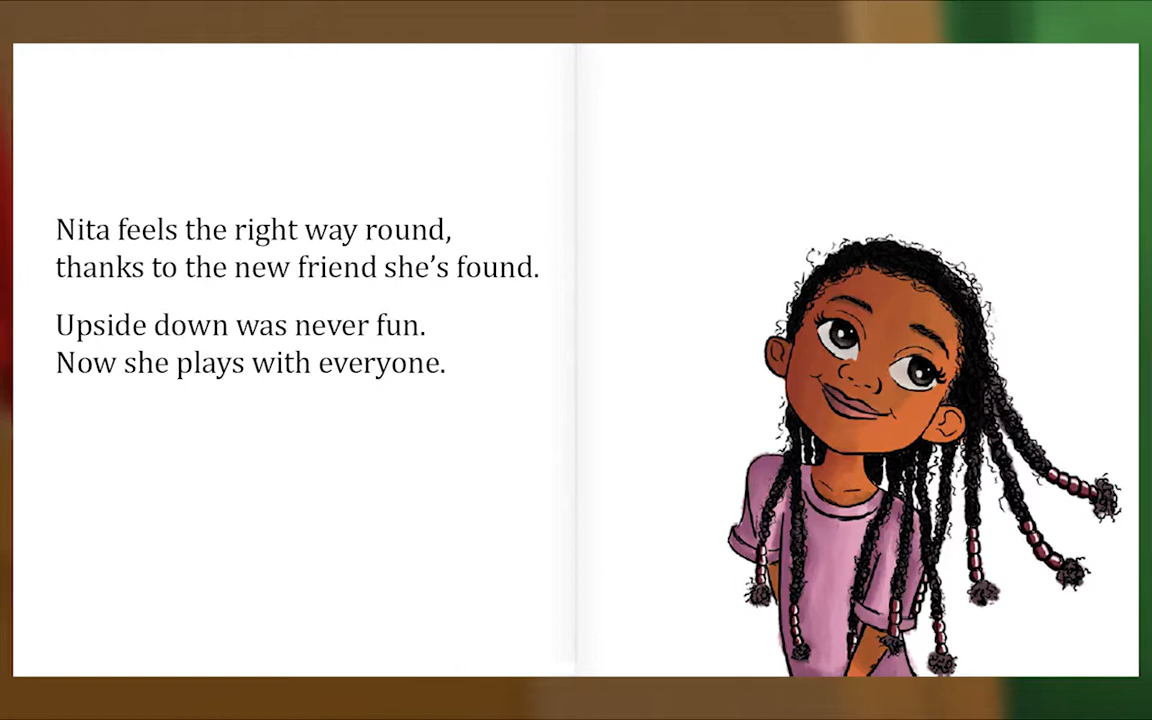 Nita feels the right way round,
thanks to the new friend she's found.
Upside down was never fun.
Now she plays with everyone.